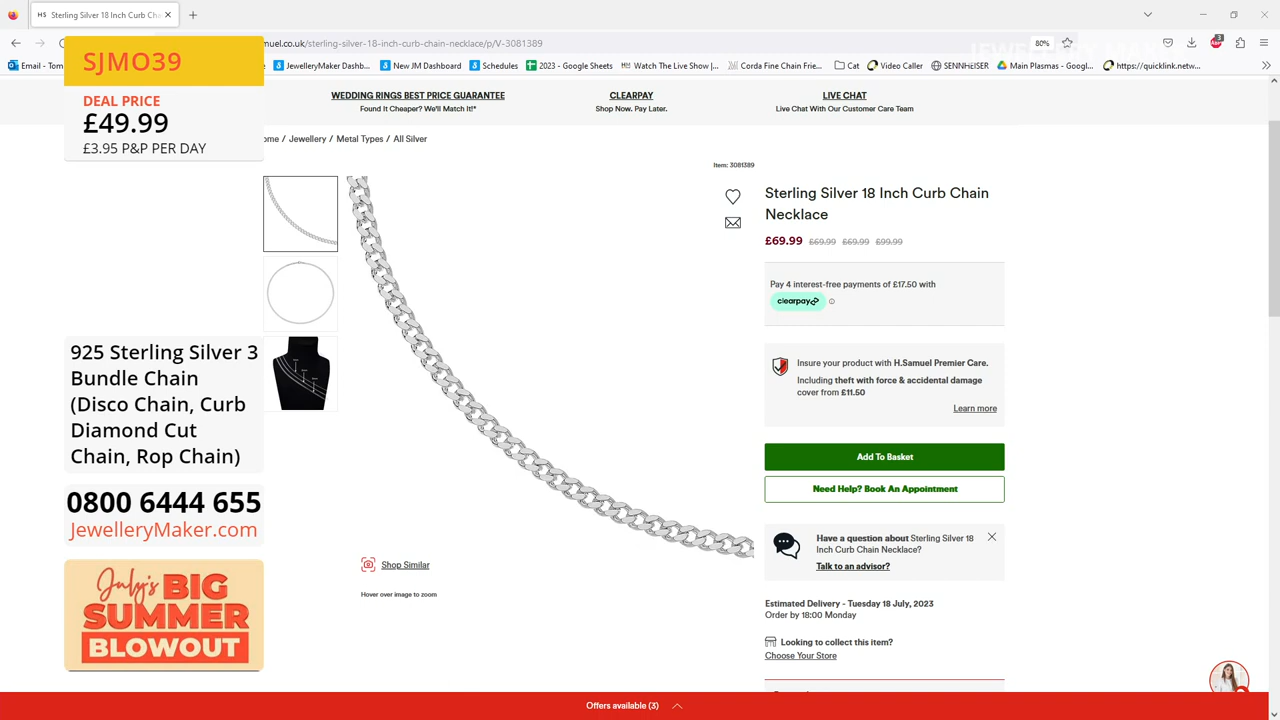 Sterling Silver 18 Inch Curb Cha
muel.co.uk/sterling-silver-18-inch-curb-chain-necklace/p/V-3081389
80%
3
Email - Tom
JewelleryMaker Dashb...
New JM Dashboard
Schedules
2023 - Google Sheets
Watch The Live Show |...
Corda Fine Chain Frie...
Cat
Video Caller
SENNHEISER
Main Plasmas - Googl...
https://quicklink.netw...
SJMO39
DEAL PRICE
£49.99
£3.95 P&P PER DAY
WEDDING RINGS BEST PRICE GUARANTEE
Found It Cheaper? We'll Match It!*
CLEARPAY
Shop Now. Pay Later.
LIVE CHAT
Live Chat With Our Customer Care Team
ome / Jewellery / Metal Types / All Silver
Item: 3081389
Sterling Silver 18 Inch Curb Chain
Necklace
£69.99 £69.99 £69.99 £99.99
Pay 4 interest-free payments of £17.50 with
clearpay
Insure your product with H.Samuel Premier Care.
Including theft with force & accidental damage
cover from £11.50
Learn more
Add To Basket
Need Help? Book An Appointment
Have a question about Sterling Silver 18
Inch Curb Chain Necklace?
Talk to an advisor?
Estimated Delivery - Tuesday 18 July, 2023
Order by 18:00 Monday
Looking to collect this item?
Choose Your Store
Shop Similar
Hover over image to zoom
925 Sterling Silver 3
Bundle Chain
(Disco Chain, Curb
Diamond Cut
Chain, Rop Chain)
0800 6444 655
JewelleryMaker.com
July's BIG
SUMMER
BLOWOUT
Offers available (3)